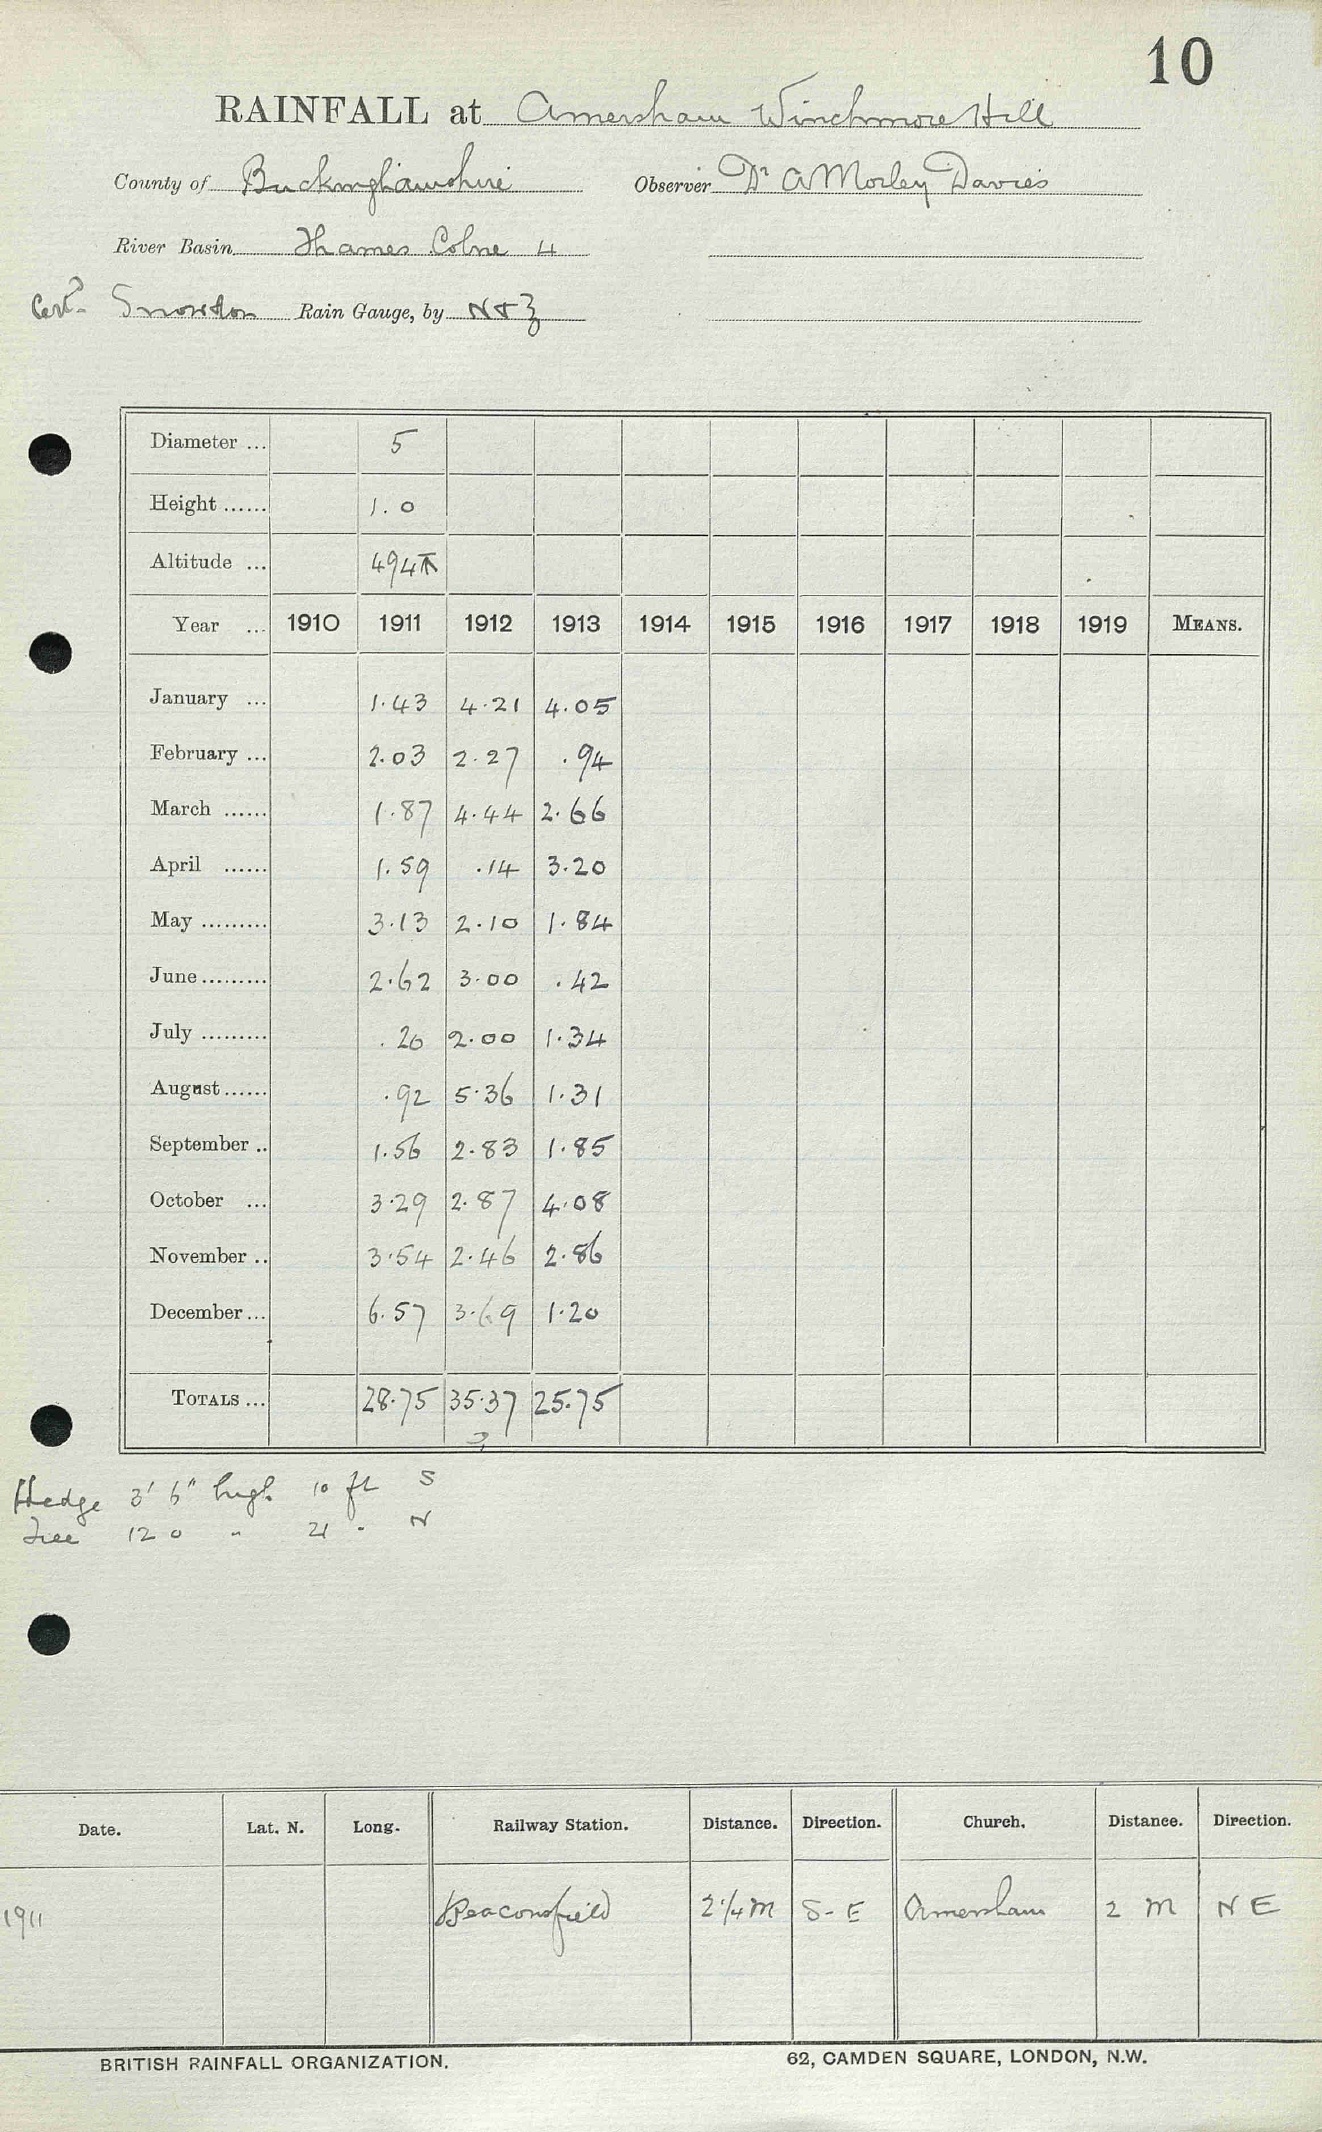 10
RAINFALL at Amersham Winchmore Hill
County of Buckinghamshire Observer Dr A Morley Davies
River Basin Thames Colne 4
Certd Snowdon Rain Gauge, by N & Z
Diameter ... 5
Height ...... 1.0
Altitude ... 494
Year ... 1910 1911 1912 1913 1914 1915 1916 1917 1918 1919 MEANS.
January ... 1.43 4.21 4.05
February ... 2.03 2.27 .94
March ...... 1.87 4.44 2.66
April ...... 1.59 .14 3.20
May ......... 3.13 2.10 1.84
June ......... 2.62 3.00 .42
July ......... .20 2.00 1.34
August ...... .92 5.36 1.31
September .. 1.56 2.83 1.85
October ... 3.29 2.87 4.08
November .. 3.54 2.46 2.86
December ... 6.57 3.69 1.20
TOTALS ... 28.75 35.37 25.75
Hedge 3' 6" high 10 ft S
Tree 12 0 " 21 " N
Date. Lat. N. Long. Railway Station. Distance. Direction. Church. Distance. Direction.
1911 Beaconsfield 2 1/4 M S-E Amersham 2 M N E
BRITISH RAINFALL ORGANIZATION. 62, CAMDEN SQUARE, LONDON, N.W.